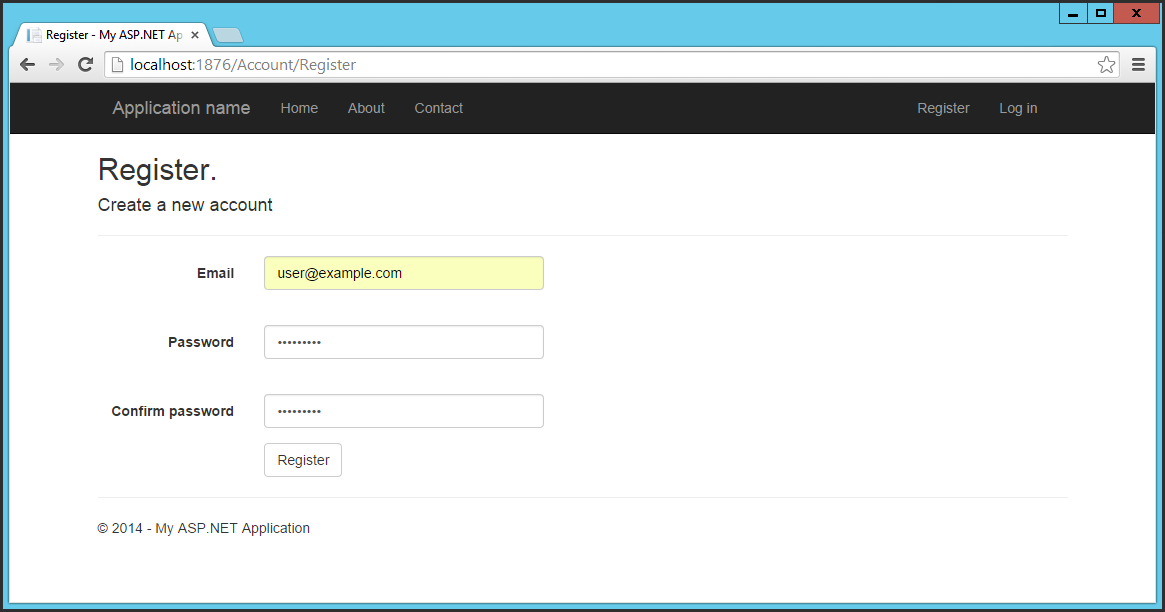 Register - My ASP.NET Ap
localhost:1876/Account/Register
Application name Home About Contact Register Log in
Register.
Create a new account
Email user@example.com
Password •••••••••
Confirm password •••••••••
Register
© 2014 - My ASP.NET Application